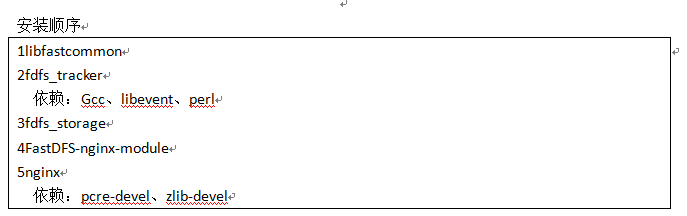 安装顺序
1libfastcommon
2fdfs_tracker
依赖：Gcc、libevent、perl
3fdfs_storage
4FastDFS-nginx-module
5nginx
依赖：pcre-devel、zlib-devel